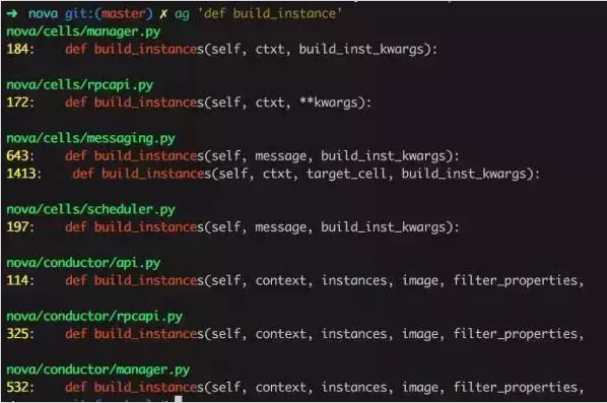 → nova git:(master) ✗ ag 'def build_instance'
nova/cells/manager.py
184:    def build_instances(self, ctxt, build_inst_kwargs):
nova/cells/rpcapi.py
172:    def build_instances(self, ctxt, **kwargs):
nova/cells/messaging.py
643:    def build_instances(self, message, build_inst_kwargs):
1413:    def build_instances(self, ctxt, target_cell, build_inst_kwargs):
nova/cells/scheduler.py
197:    def build_instances(self, message, build_inst_kwargs):
nova/conductor/api.py
114:    def build_instances(self, context, instances, image, filter_properties,
nova/conductor/rpcapi.py
325:    def build_instances(self, context, instances, image, filter_properties,
nova/conductor/manager.py
532:    def build_instances(self, context, instances, image, filter_properties,